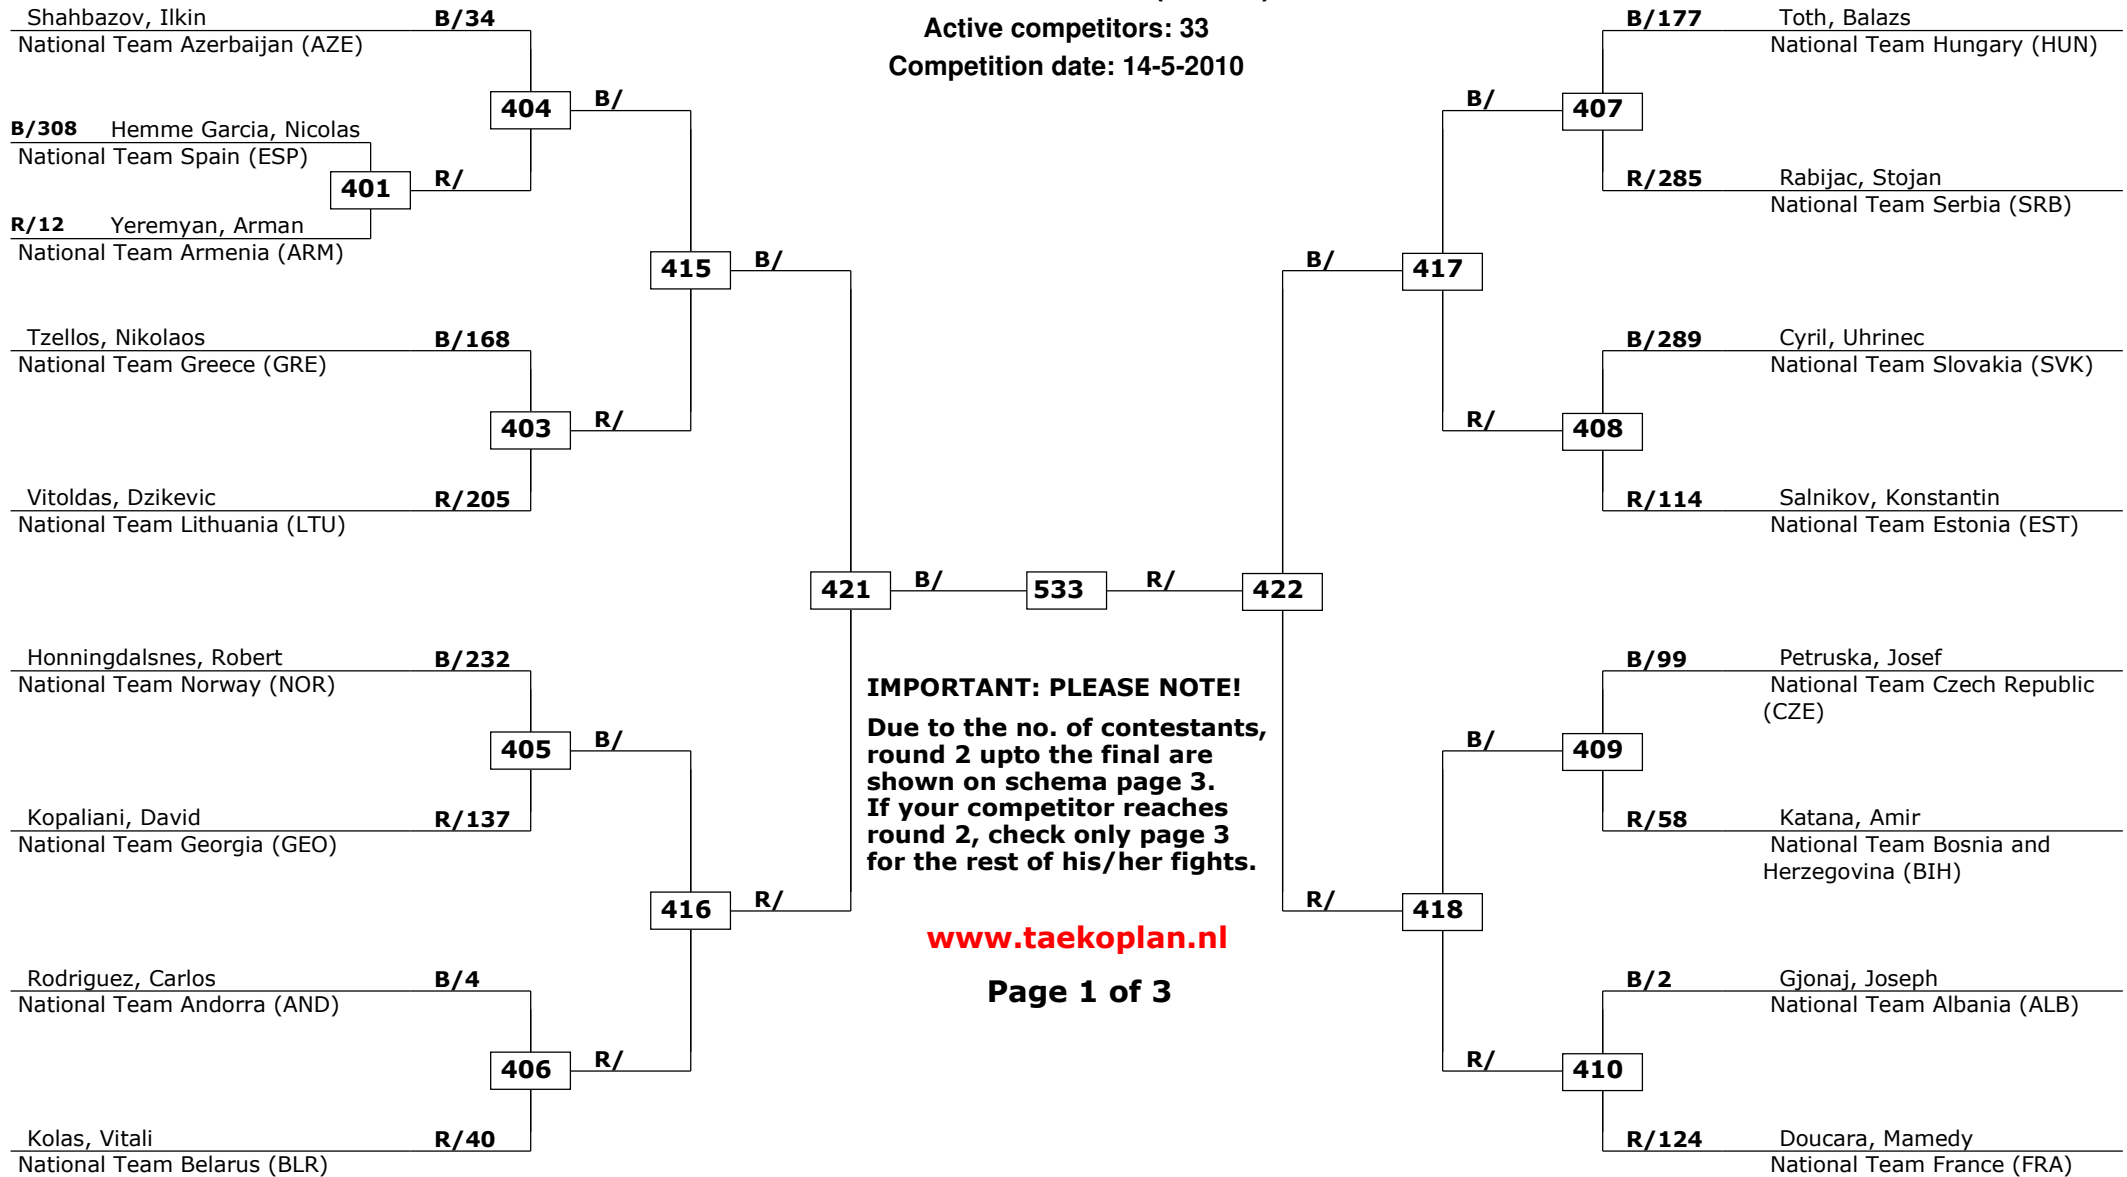 Active competitors: 33
Competition date: 14-5-2010
Shahbazov, Ilkin B/34
National Team Azerbaijan (AZE)
404
B/
B/308 Hemme Garcia, Nicolas
National Team Spain (ESP)
401
R/
R/12 Yeremyan, Arman
National Team Armenia (ARM)
415
B/
Tzellos, Nikolaos B/168
National Team Greece (GRE)
403
R/
Vitoldas, Dzikevic R/205
National Team Lithuania (LTU)
421
B/
533
R/
422
Honningdalsnes, Robert B/232
National Team Norway (NOR)
405
B/
Kopaliani, David R/137
National Team Georgia (GEO)
416
R/
Rodriguez, Carlos B/4
National Team Andorra (AND)
406
R/
Kolas, Vitali R/40
National Team Belarus (BLR)
IMPORTANT: PLEASE NOTE!
Due to the no. of contestants,
round 2 upto the final are
shown on schema page 3.
If your competitor reaches
round 2, check only page 3
for the rest of his/her fights.
www.taekoplan.nl
Page 1 of 3
B/177 Toth, Balazs
National Team Hungary (HUN)
B/
407
R/285 Rabijac, Stojan
National Team Serbia (SRB)
B/
417
B/289 Cyril, Uhrinec
National Team Slovakia (SVK)
R/
408
R/114 Salnikov, Konstantin
National Team Estonia (EST)
B/99 Petruska, Josef
National Team Czech Republic
(CZE)
B/
409
R/58 Katana, Amir
National Team Bosnia and
Herzegovina (BIH)
R/
418
B/2 Gjonaj, Joseph
National Team Albania (ALB)
R/
410
R/124 Doucara, Mamedy
National Team France (FRA)